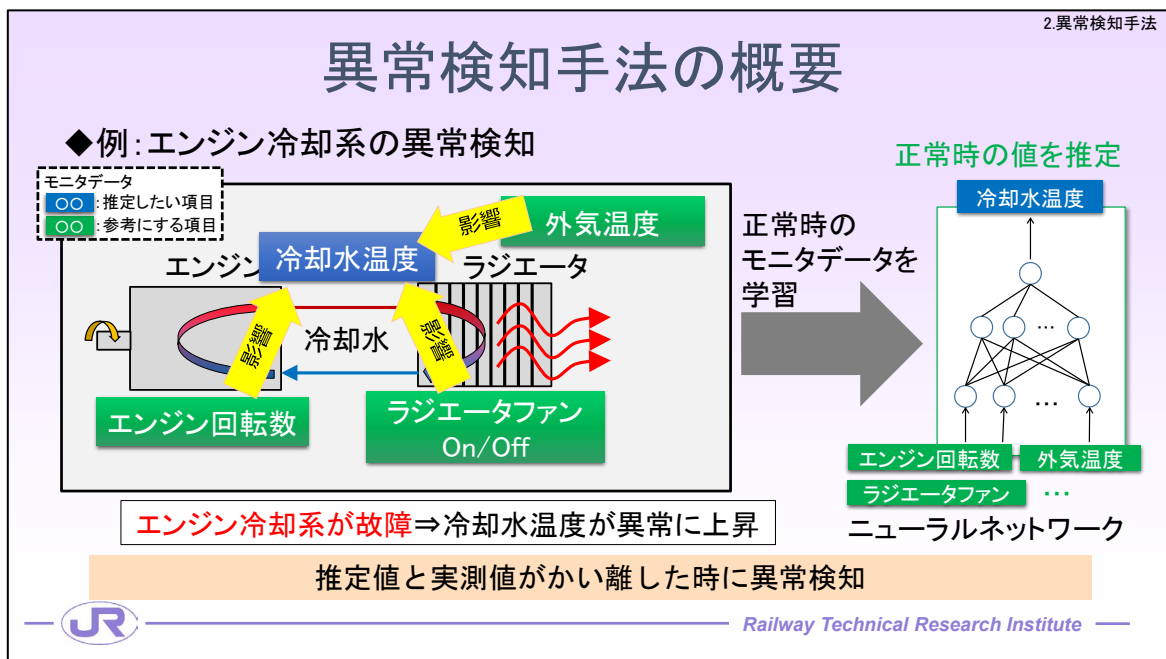 2.異常検知手法
異常検知手法の概要
◆例:エンジン冷却系の異常検知
モニタデータ
○○:推定したい項目
○○:参考にする項目
影響
外気温度
エンジン
冷却水温度
ラジエータ
影響
冷却水
影響
エンジン回転数
ラジエータファン
On/Off
正常時の
モニタデータを
学習
正常時の値を推定
冷却水温度
…
…
エンジン回転数
外気温度
ラジエータファン
…
ニューラルネットワーク
エンジン冷却系が故障⇒冷却水温度が異常に上昇
推定値と実測値がかい離した時に異常検知
JR
Railway Technical Research Institute